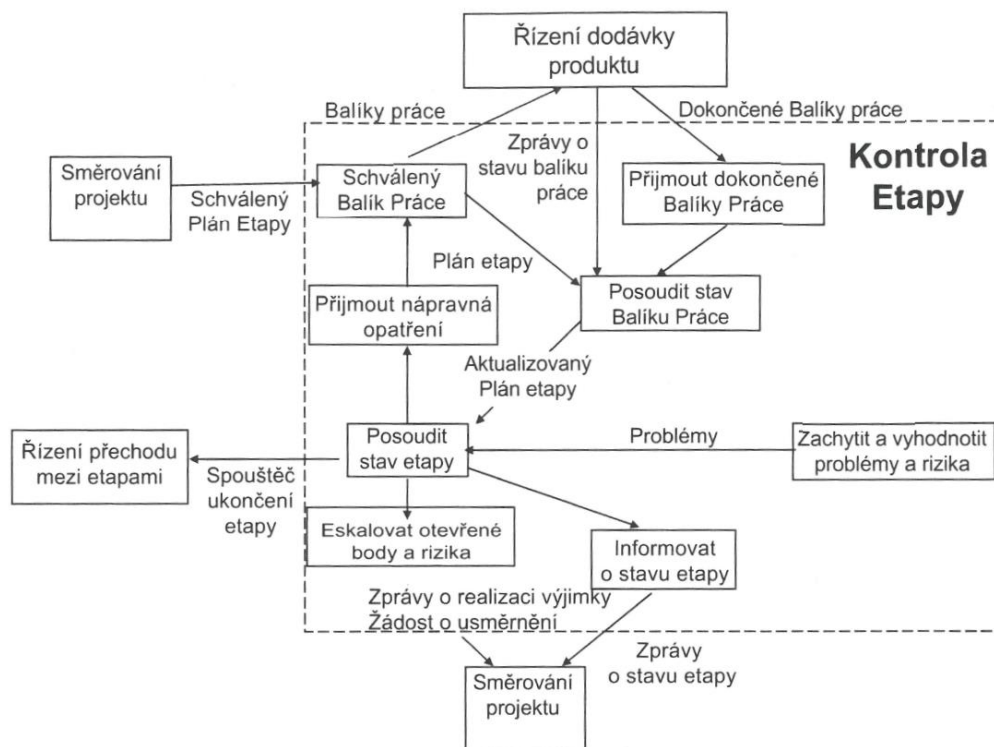 Řízení dodávky
produktu
Balíky práce
Dokončené Balíky práce
Kontrola
Etapy
Směrování
projektu
Schválený
Plán Etapy
Schválený
Balík Práce
Zprávy o
stavu balíku
práce
Přijmout dokončené
Balíky Práce
Plán etapy
Posoudit stav
Balíku Práce
Přijmout nápravná
opatření
Aktualizovaný
Plán etapy
Řízení přechodu
mezi etapami
Spouštěč
ukončení
etapy
Posoudit
stav etapy
Problémy
Zachytit a vyhodnotit
problémy a rizika
Eskalovat otevřené
body a rizika
Informovat
o stavu etapy
Zprávy o realizaci výjimky
Žádost o usměrnění
Zprávy
o stavu etapy
Směrování
projektu